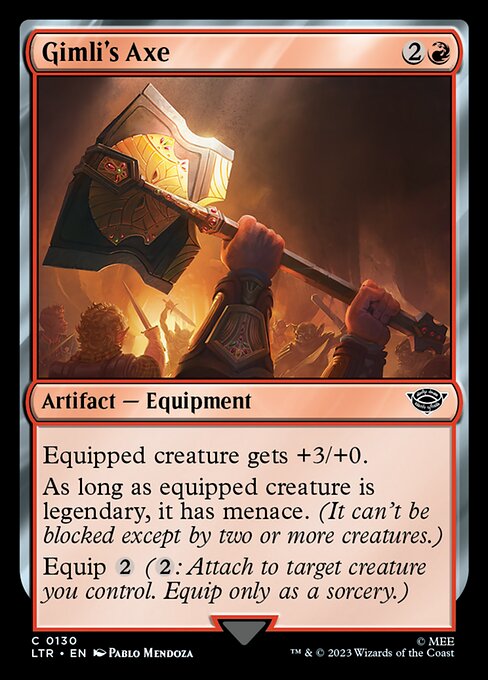 Gimli's Axe 2
Artifact — Equipment
Equipped creature gets +3/+0.
As long as equipped creature is
legendary, it has menace. (It can't be
blocked except by two or more creatures.)
Equip 2 (2: Attach to target creature
you control. Equip only as a sorcery.)
C 0130
LTR • EN Pablo Mendoza
© MEE
™ & © 2023 Wizards of the Coast